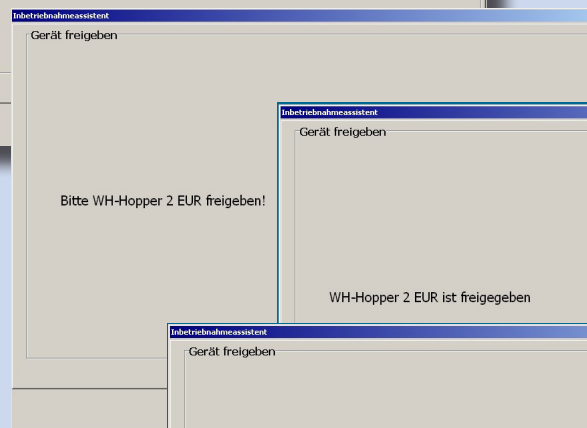 Inbetriebnahmeassistent
Gerät freigeben
Bitte WH-Hopper 2 EUR freigeben!
Inbetriebnahmeassistent
Gerät freigeben
WH-Hopper 2 EUR ist freigegeben
Inbetriebnahmeassistent
Gerät freigeben